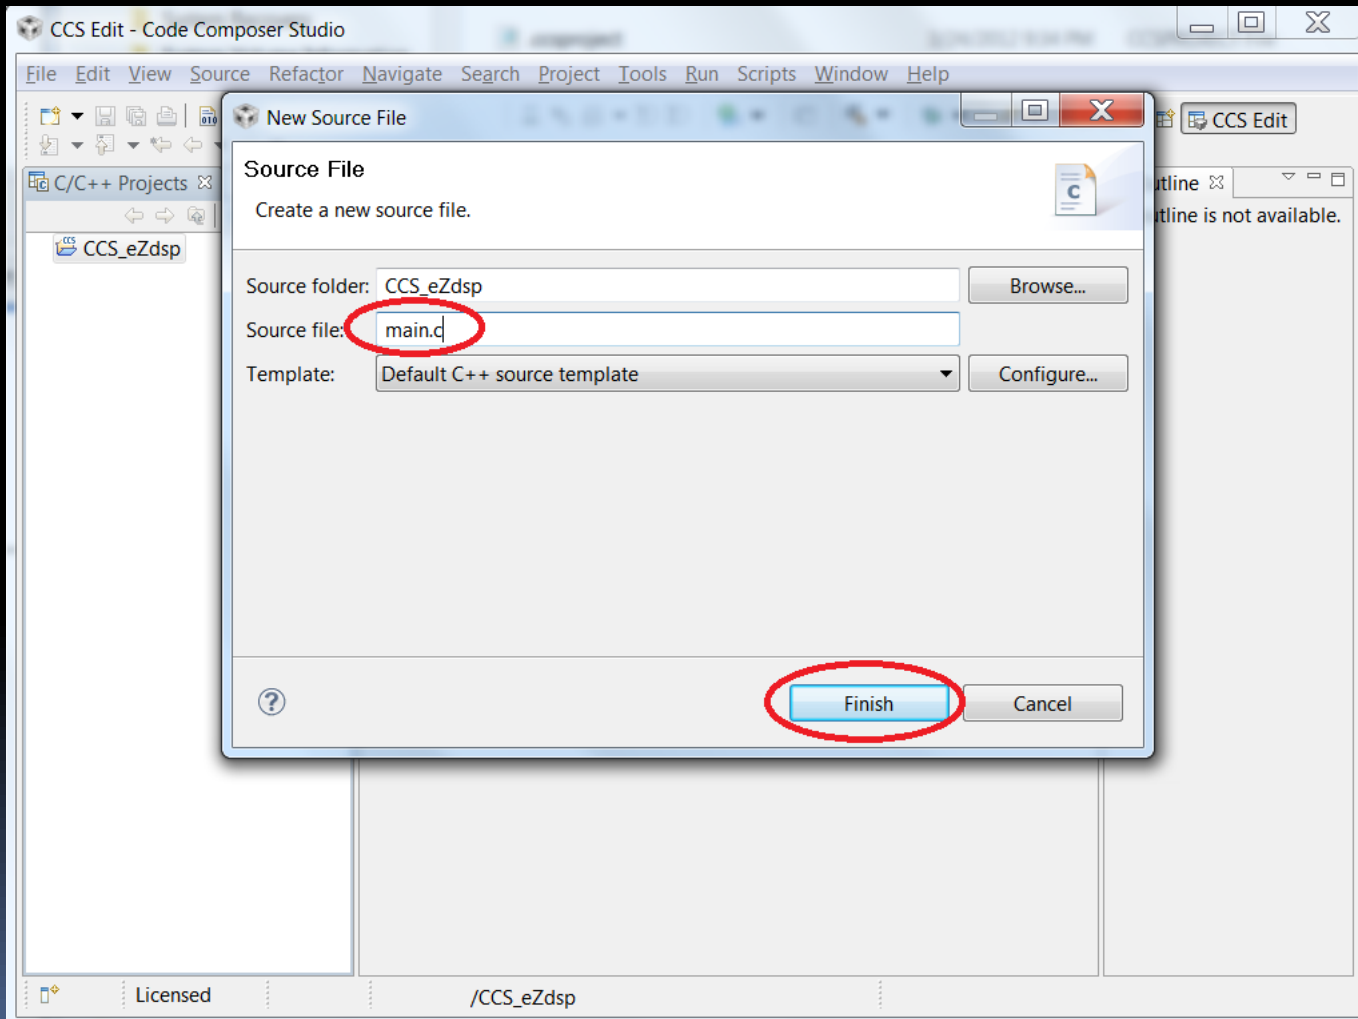 CCS Edit - Code Composer Studio
File Edit View Source Refactor Navigate Search Project Tools Run Scripts Window Help
New Source File
CCS Edit
Source File
Create a new source file.
C
C/C++ Projects
utline
utline is not available.
CCS_eZdsp
Source folder: CCS_eZdsp Browse...
Source file: main.c
Template: Default C++ source template Configure...
? Finish Cancel
Licensed /CCS_eZdsp